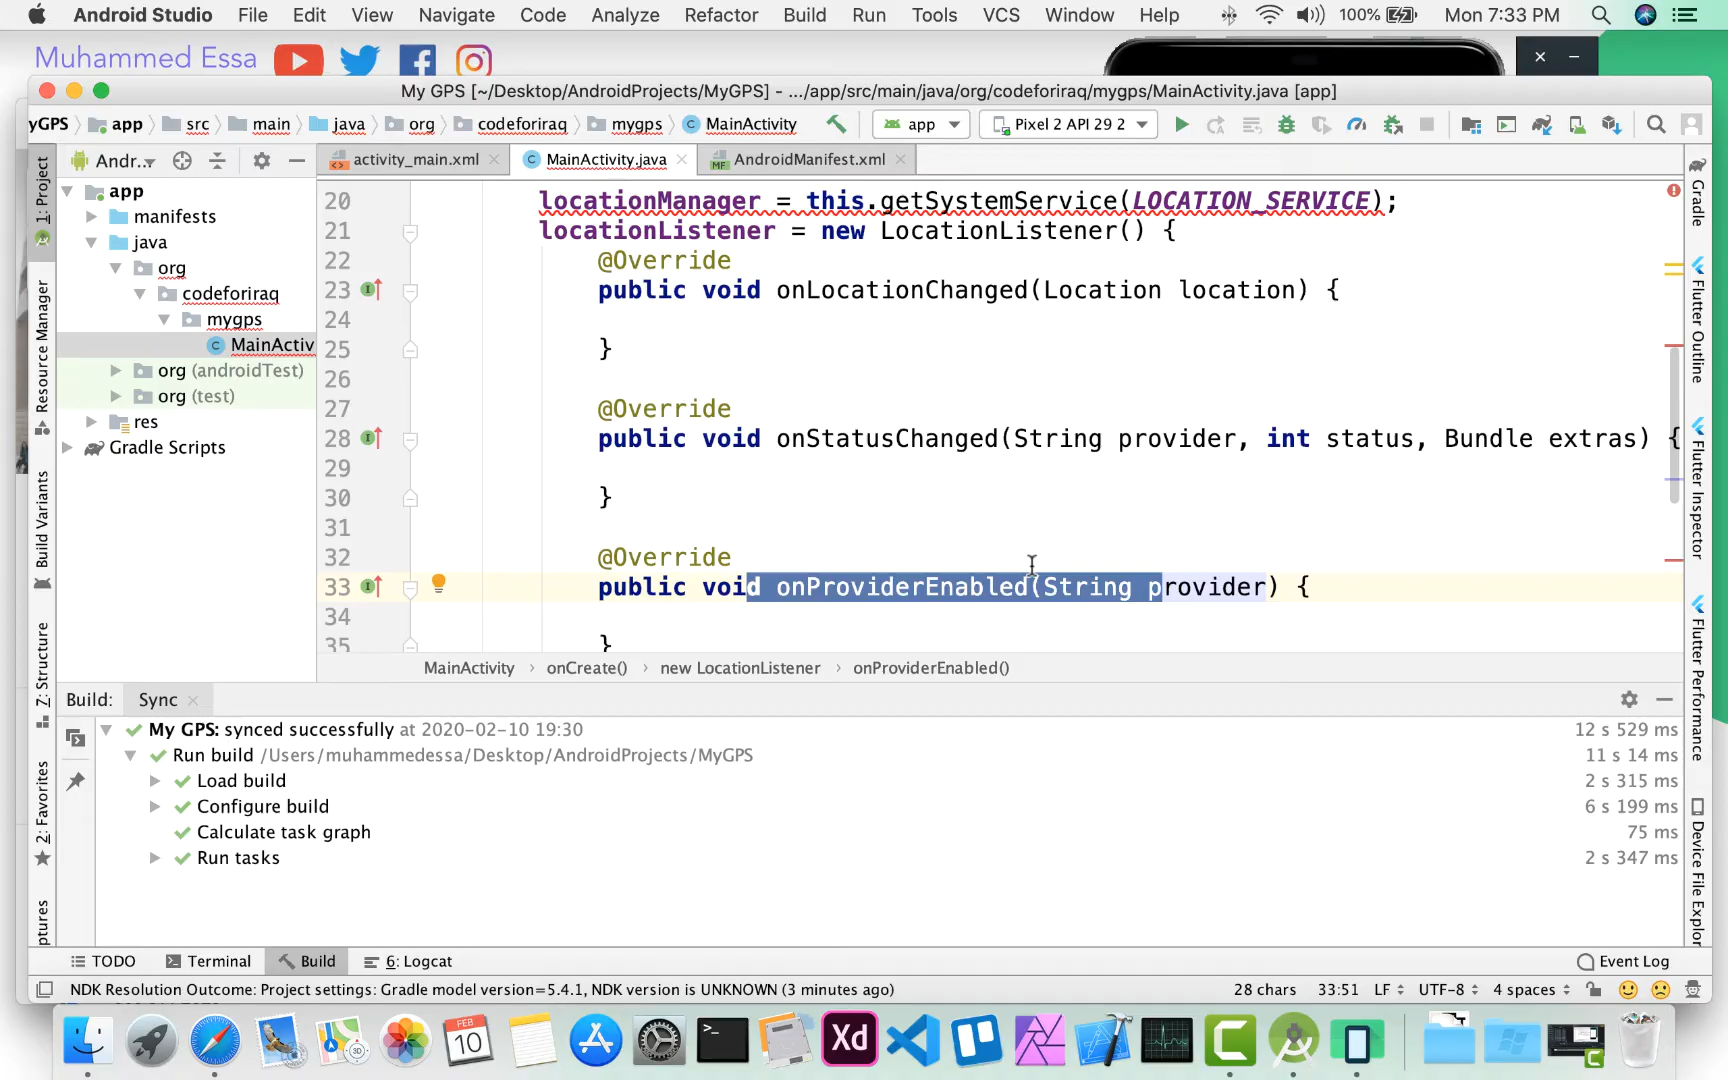 Android Studio File Edit View Navigate Code Analyze Refactor Build Run Tools VCS Window Help 100% Mon 7:33 PM
Muhammed Essa
My GPS [~/Desktop/AndroidProjects/MyGPS] - .../app/src/main/java/org/codeforiraq/mygps/MainActivity.java [app]
yGPS app src main java org codeforiraq mygps MainActivity app Pixel 2 API 29 2
Andr... activity_main.xml MainActivity.java AndroidManifest.xml
app
manifests
java
org
codeforiraq
mygps
MainActiv
org (androidTest)
org (test)
res
Gradle Scripts
20 locationManager = this.getSystemService(LOCATION_SERVICE);
21 locationListener = new LocationListener() {
22 @Override
23 public void onLocationChanged(Location location) {
24
25 }
26
27 @Override
28 public void onStatusChanged(String provider, int status, Bundle extras) {
29
30 }
31
32 @Override
33 public void onProviderEnabled(String provider) {
34
35 }
MainActivity › onCreate() › new LocationListener › onProviderEnabled()
1: Project
Resource Manager
Build Variants
Z: Structure
2: Favorites
ptures
Gradle
Flutter Outline
Flutter Inspector
Flutter Performance
Device File Explor
Build: Sync
My GPS: synced successfully at 2020-02-10 19:30 12 s 529 ms
Run build /Users/muhammedessa/Desktop/AndroidProjects/MyGPS 11 s 14 ms
Load build 2 s 315 ms
Configure build 6 s 199 ms
Calculate task graph 75 ms
Run tasks 2 s 347 ms
TODO Terminal Build 6: Logcat Event Log
NDK Resolution Outcome: Project settings: Gradle model version=5.4.1, NDK version is UNKNOWN (3 minutes ago) 28 chars 33:51 LF UTF-8 4 spaces
FEB
10
3D
Xd